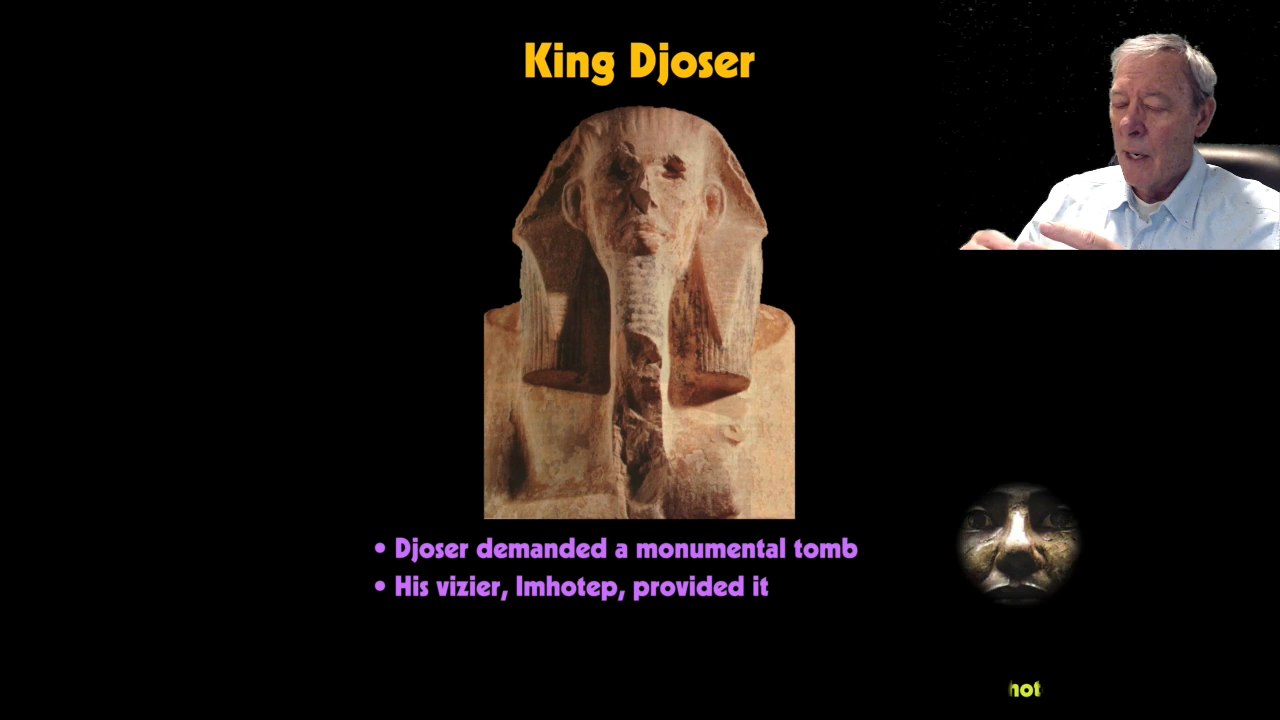 King Djoser
• Djoser demanded a monumental tomb
• His vizier, Imhotep, provided it
hot